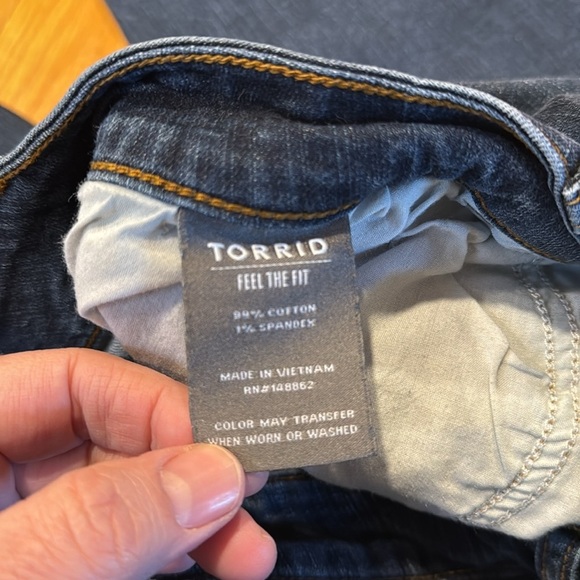 TORRID
FEEL THE FIT
99% COTTON
1% SPANDEX
MADE IN VIETNAM
RN#148862
COLOR MAY TRANSFER
WHEN WORN OR WASHED